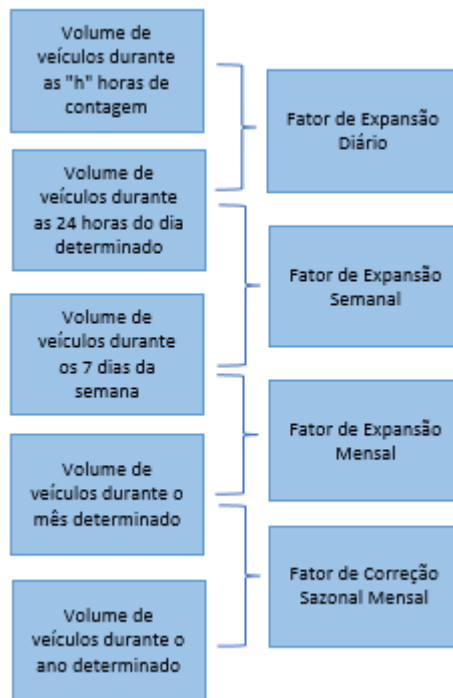 Volume de
veículos durante
as "h" horas de
contagem
Fator de Expansão
Diário
Volume de
veículos durante
as 24 horas do dia
determinado
Fator de Expansão
Semanal
Volume de
veículos durante
os 7 dias da
semana
Fator de Expansão
Mensal
Volume de
veículos durante o
mês determinado
Fator de Correção
Sazonal Mensal
Volume de
veículos durante o
ano determinado